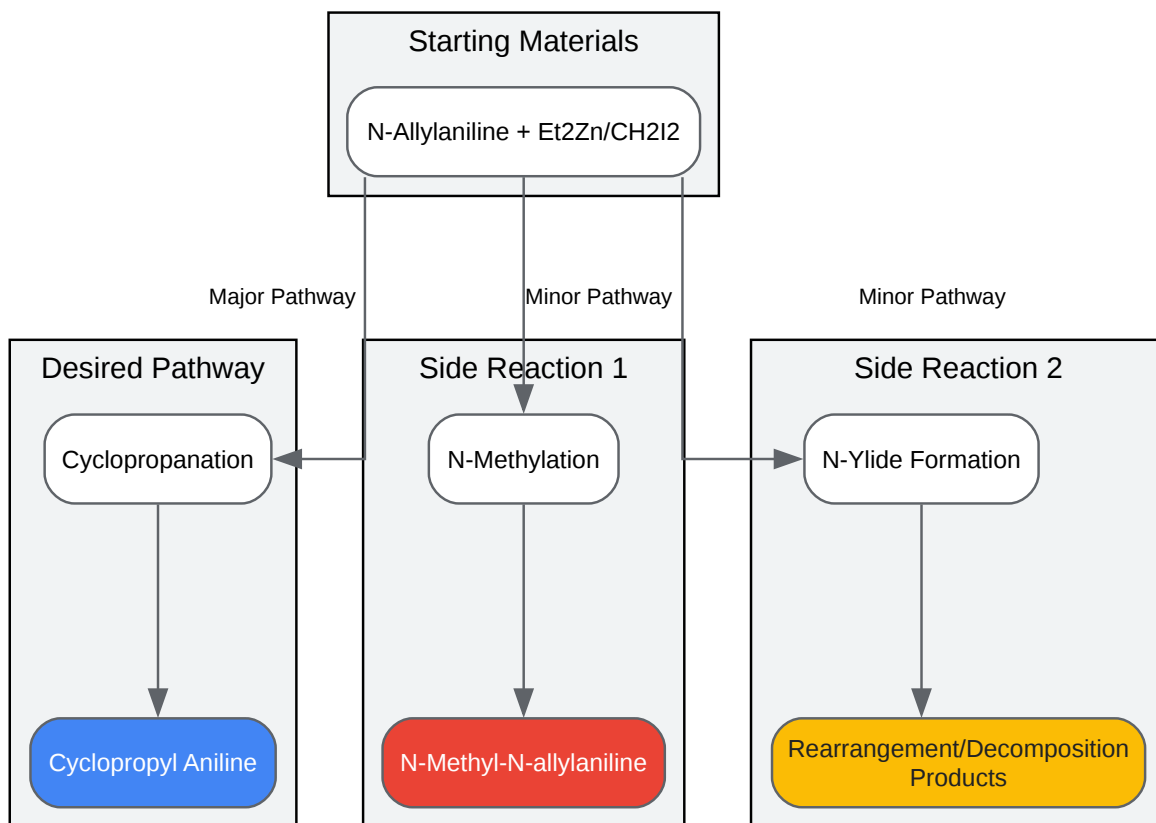 Starting Materials
N-Allylaniline + Et2Zn/CH2I2
Major Pathway
Minor Pathway
Minor Pathway
Desired Pathway
Side Reaction 1
Side Reaction 2
Cyclopropanation
N-Methylation
N-Ylide Formation
Cyclopropyl Aniline
N-Methyl-N-allylaniline
Rearrangement/Decomposition
Products